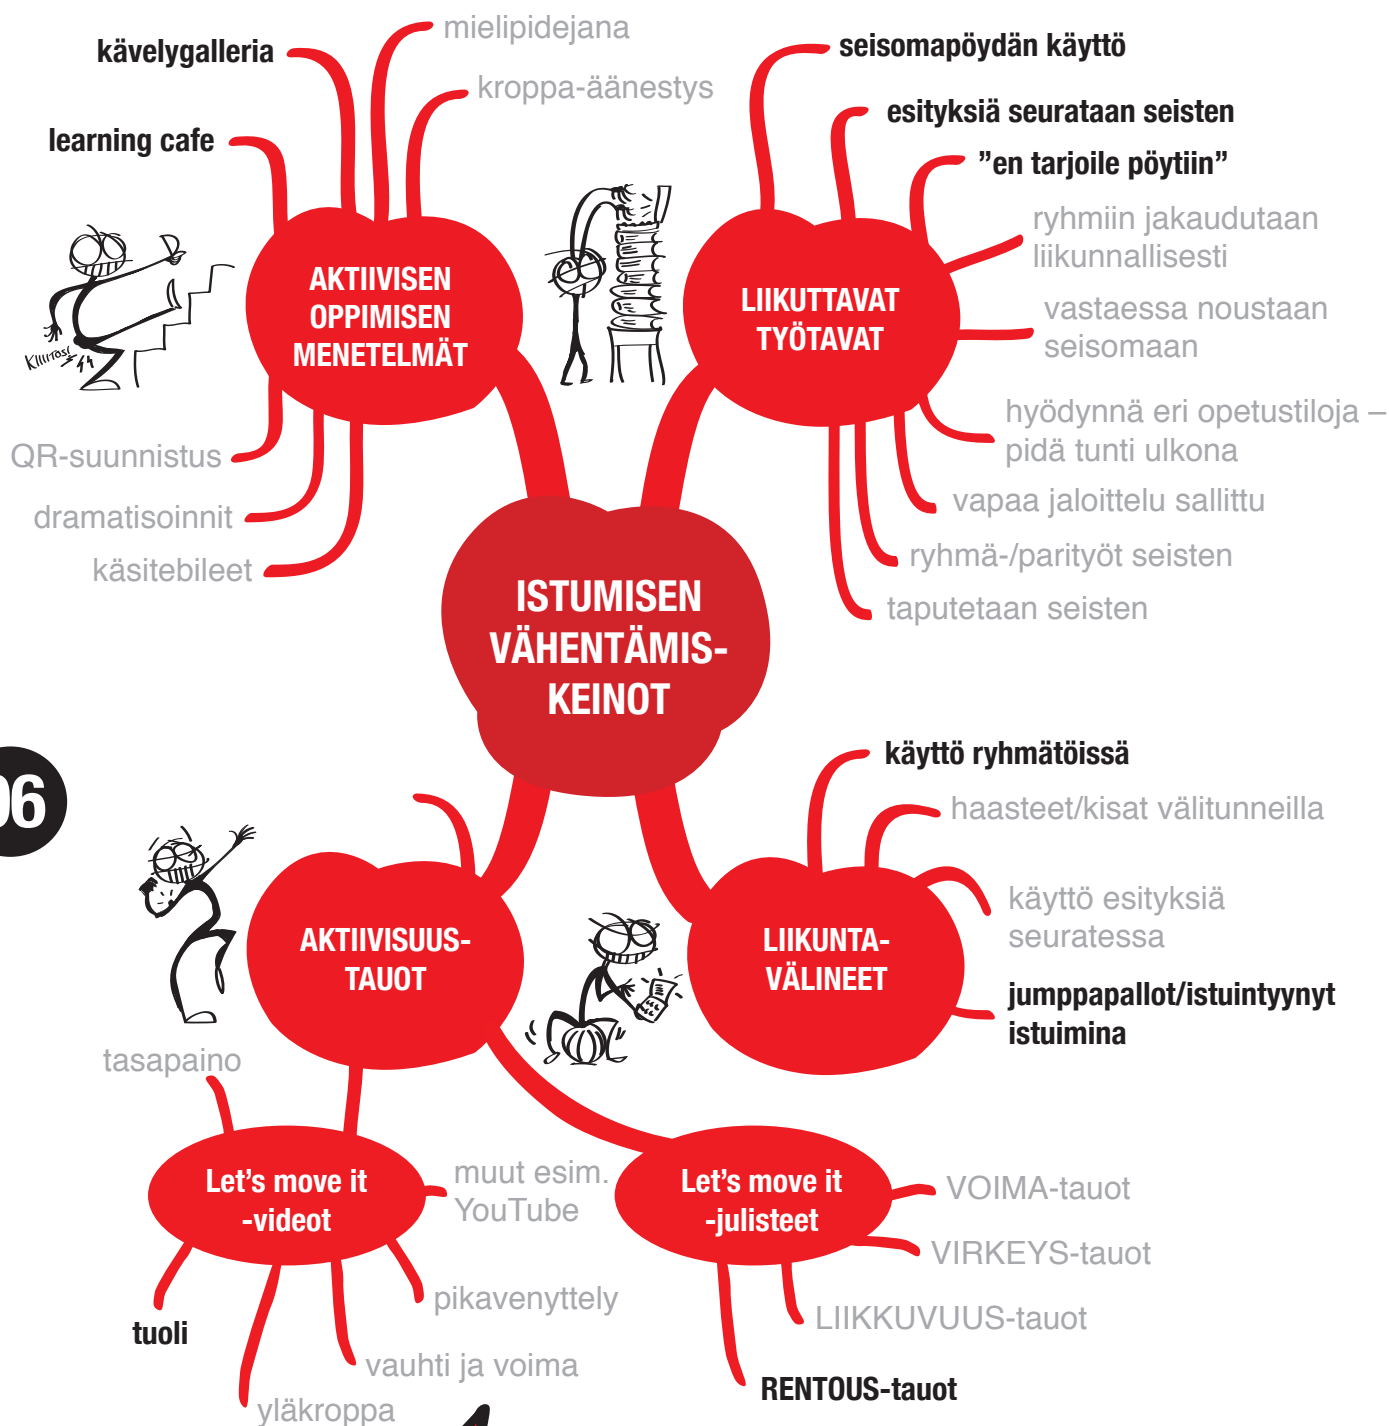 mielipidejana
kävelygalleria
kroppa-äänestys
learning cafe
AKTIIVISEN
OPPIMISEN
MENETELMÄT
KIIITOS!
QR-suunnistus
dramatisoinnit
käsitebileet
seisomapöydän käyttö
esityksiä seurataan seisten
”en tarjoile pöytiin”
ryhmiin jakaudutaan
liikunnallisesti
LIIKUTTAVAT
TYÖTAVAT
vastaessa noustaan
seisomaan
hyödynnä eri opetustiloja –
pidä tunti ulkona
vapaa jaloittelu sallittu
ryhmä-/parityöt seisten
taputetaan seisten
ISTUMISEN
VÄHENTÄMIS-
KEINOT
06
käyttö ryhmätöissä
haasteet/kisat välitunneilla
käyttö esityksiä
seuratessa
LIIKUNTA-
VÄLINEET
jumppapallot/istuintyynyt
istuimina
AKTIIVISUUS-
TAUOT
tasapaino
Let’s move it
-videot
muut esim.
YouTube
pikavenyttely
tuoli
vauhti ja voima
yläkroppa
Let’s move it
-julisteet
VOIMA-tauot
VIRKEYS-tauot
LIIKKUVUUS-tauot
RENTOUS-tauot